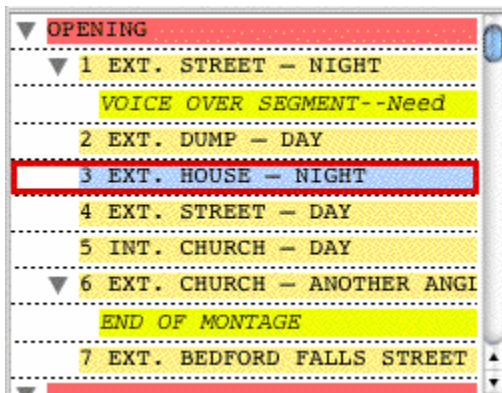 OPENING
1 EXT. STREET — NIGHT
VOICE OVER SEGMENT--Need
2 EXT. DUMP — DAY
3 EXT. HOUSE — NIGHT
4 EXT. STREET — DAY
5 INT. CHURCH — DAY
6 EXT. CHURCH — ANOTHER ANGL
END OF MONTAGE
7 EXT. BEDFORD FALLS STREET